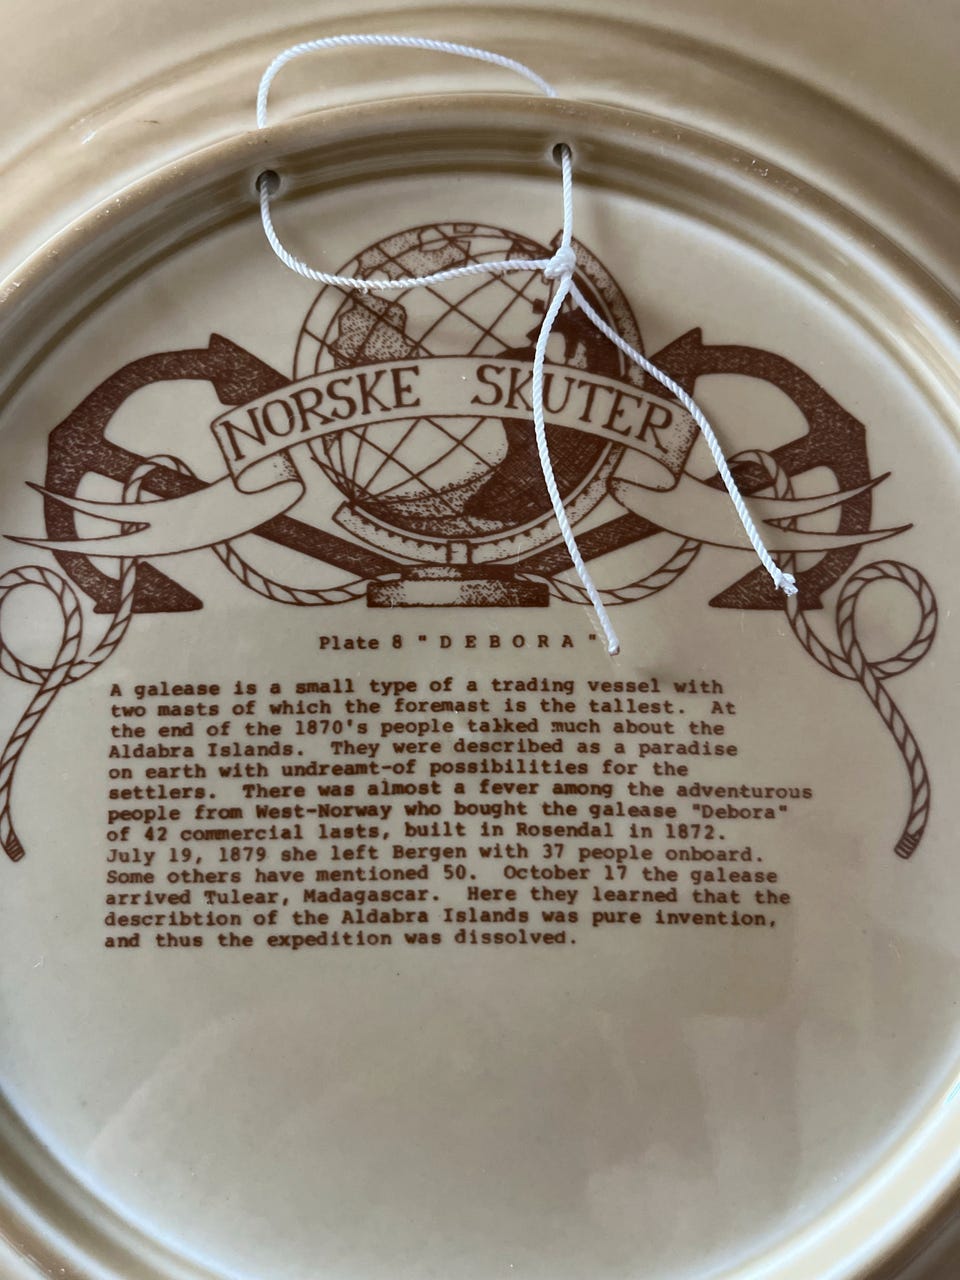 NORSKE SKUTER
Plate 8 "DEBORA"
A galease is a small type of a trading vessel with
two masts of which the foremast is the tallest. At
the end of the 1870's people talked much about the
Aldabra Islands. They were described as a paradise
on earth with undreamt-of possibilities for the
settlers. There was almost a fever among the adventurous
people from West-Norway who bought the galease "Debora"
of 42 commercial lasts, built in Rosendal in 1872.
July 19, 1879 she left Bergen with 37 people onboard.
Some others have mentioned 50. October 17 the galease
arrived Tulear, Madagascar. Here they learned that the
describtion of the Aldabra Islands was pure invention,
and thus the expedition was dissolved.